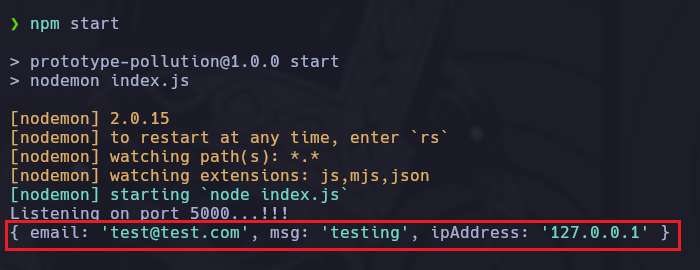 ❯ npm start
> prototype-pollution@1.0.0 start
> nodemon index.js
[nodemon] 2.0.15
[nodemon] to restart at any time, enter `rs`
[nodemon] watching path(s): *.*
[nodemon] watching extensions: js,mjs,json
[nodemon] starting `node index.js`
Listening on port 5000...!!!
{ email: 'test@test.com', msg: 'testing', ipAddress: '127.0.0.1' }